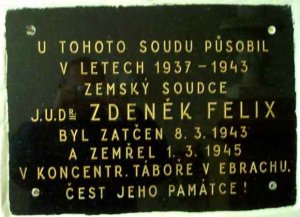 U TOHOTO SOUDU PŮSOBIL
V LETECH 1937-1943
ZEMSKÝ SOUDCE
J.U.DR. ZDENĚK FELIX
BYL ZATČEN 8.3.1943
A ZEMŘEL 1.3.1945
V KONCENTR. TÁBOŘE V EBRACHU.
ČEST JEHO PAMÁTCE!